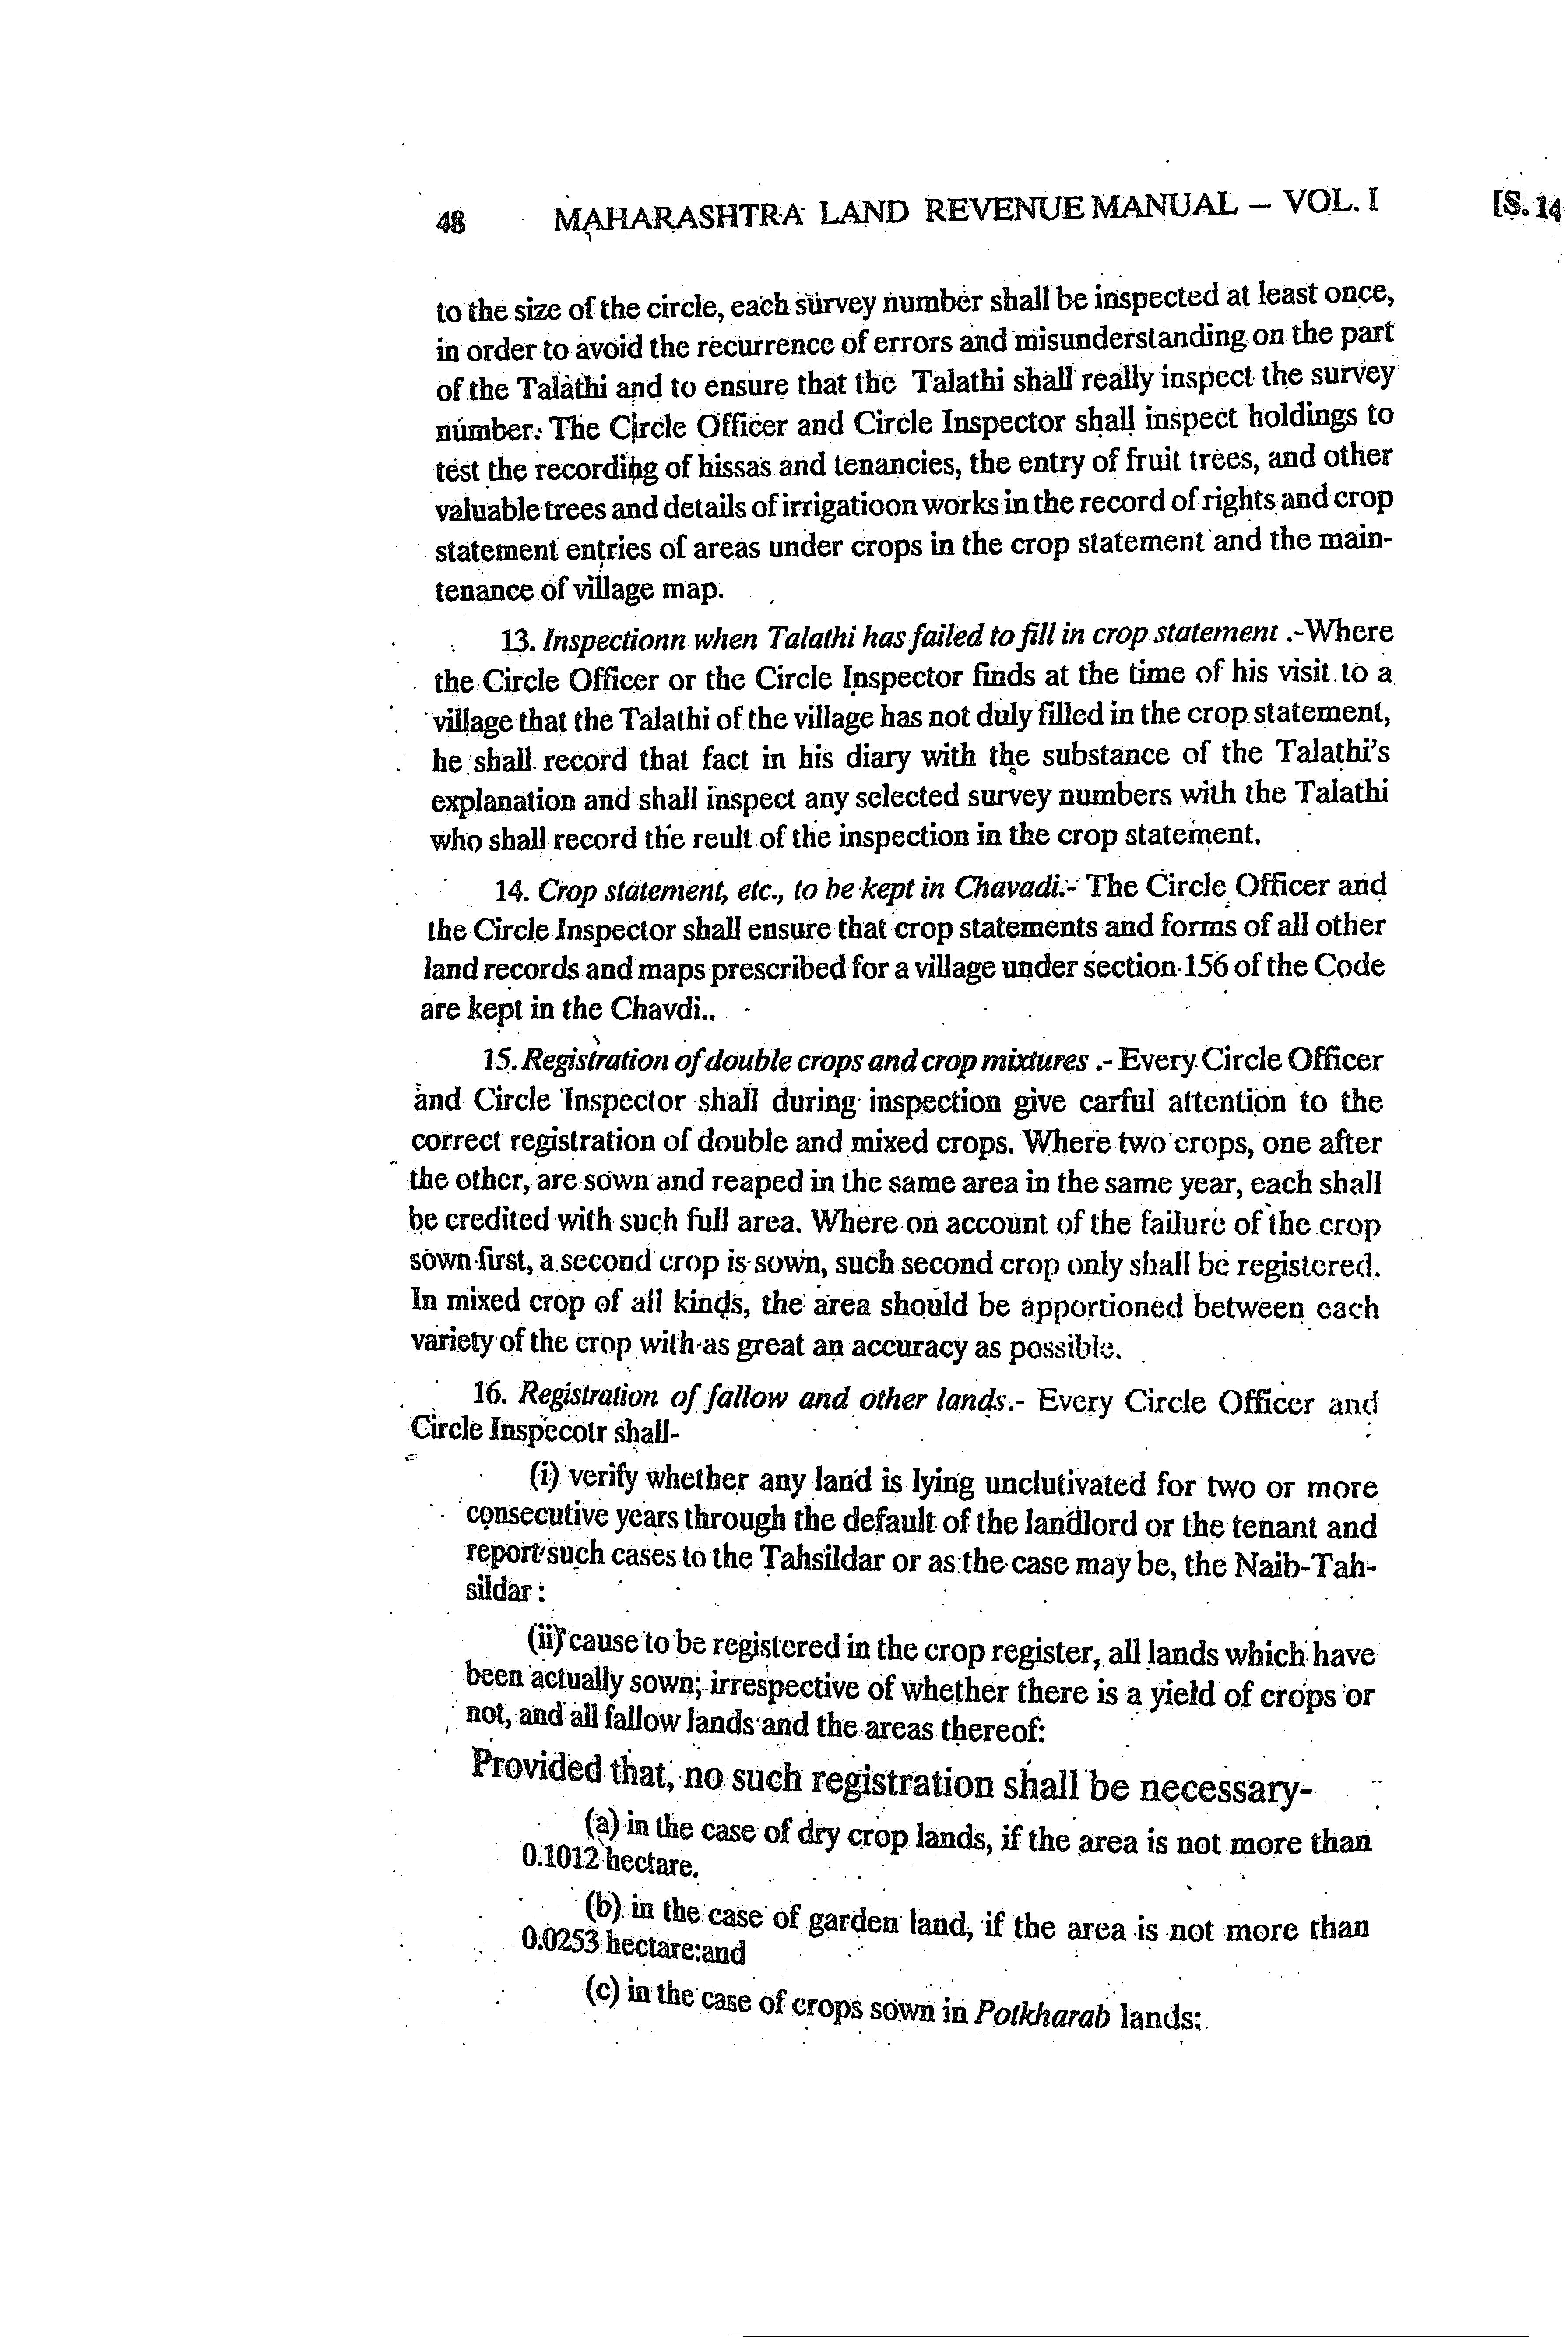 48 MAHARASHTRA LAND REVENUE MANUAL – VOL. I [S. 14
to the size of the circle, each survey number shall be inspected at least once,
in order to avoid the recurrence of errors and misunderstanding on the part
of the Talathi and to ensure that the Talathi shall really inspect the survey
number. The Circle Officer and Circle Inspector shall inspect holdings to
test the recording of hissas and tenancies, the entry of fruit trees, and other
valuable trees and details of irrigatioon works in the record of rights and crop
statement entries of areas under crops in the crop statement and the main-
tenance of village map.
13. Inspectionn when Talathi has failed to fill in crop statement .-Where
the Circle Officer or the Circle Inspector finds at the time of his visit to a
village that the Talathi of the village has not duly filled in the crop statement,
he shall record that fact in his diary with the substance of the Talathi's
explanation and shall inspect any selected survey numbers with the Talathi
who shall record the reult of the inspection in the crop statement.
14. Crop statement, etc., to be kept in Chavadi.- The Circle Officer and
the Circle Inspector shall ensure that crop statements and forms of all other
land records and maps prescribed for a village under section 156 of the Code
are kept in the Chavdi..
15. Registration of double crops and crop mixtures .- Every Circle Officer
and Circle Inspector shall during inspection give carful attention to the
correct registration of double and mixed crops. Where two crops, one after
the other, are sown and reaped in the same area in the same year, each shall
be credited with such full area. Where on account of the failure of the crop
sown first, a second crop is sown, such second crop only shall be registered.
In mixed crop of all kinds, the area should be apportioned between each
variety of the crop with as great an accuracy as possible.
16. Registration of fallow and other lands.- Every Circle Officer and
Circle Inspecotr shall-
(i) verify whether any land is lying unclutivated for two or more
consecutive years through the default of the landlord or the tenant and
report such cases to the Tahsildar or as the case may be, the Naib-Tah-
sildar :
(ii) cause to be registered in the crop register, all lands which have
been actually sown; irrespective of whether there is a yield of crops or
not, and all fallow lands and the areas thereof:
Provided that, no such registration shall be necessary-
(a) in the case of dry crop lands, if the area is not more than
0.1012 hectare.
(b) in the case of garden land, if the area is not more than
0.0253 hectare:and
(c) in the case of crops sown in Potkharab lands: